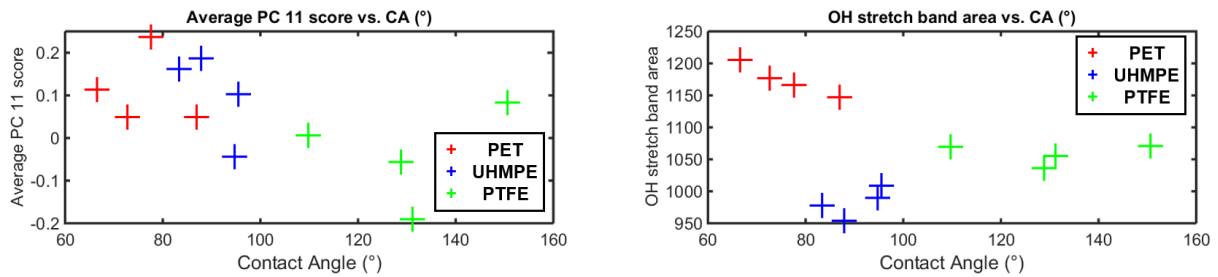 Average PC 11 score vs. CA (°)
Average PC 11 score
0.2
0.1
0
-0.1
-0.2
60
80
100
120
140
160
Contact Angle (°)
PET
UHMPE
PTFE
OH stretch band area vs. CA (°)
OH stretch band area
1250
1200
1150
1100
1050
1000
950
60
80
100
120
140
160
Contact Angle (°)
PET
UHMPE
PTFE